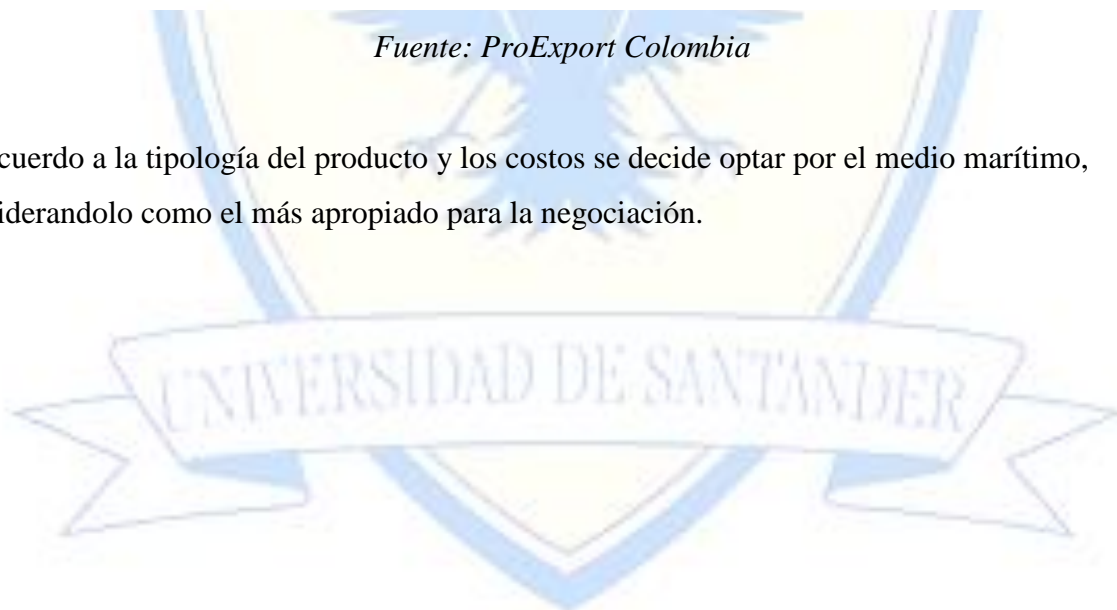 Fuente: ProExport Colombia
cuerdo a la tipología del producto y los costos se decide optar por el medio marítimo,
iderandolo como el más apropiado para la negociación.
UNIVERSIDAD DE SANTANDER